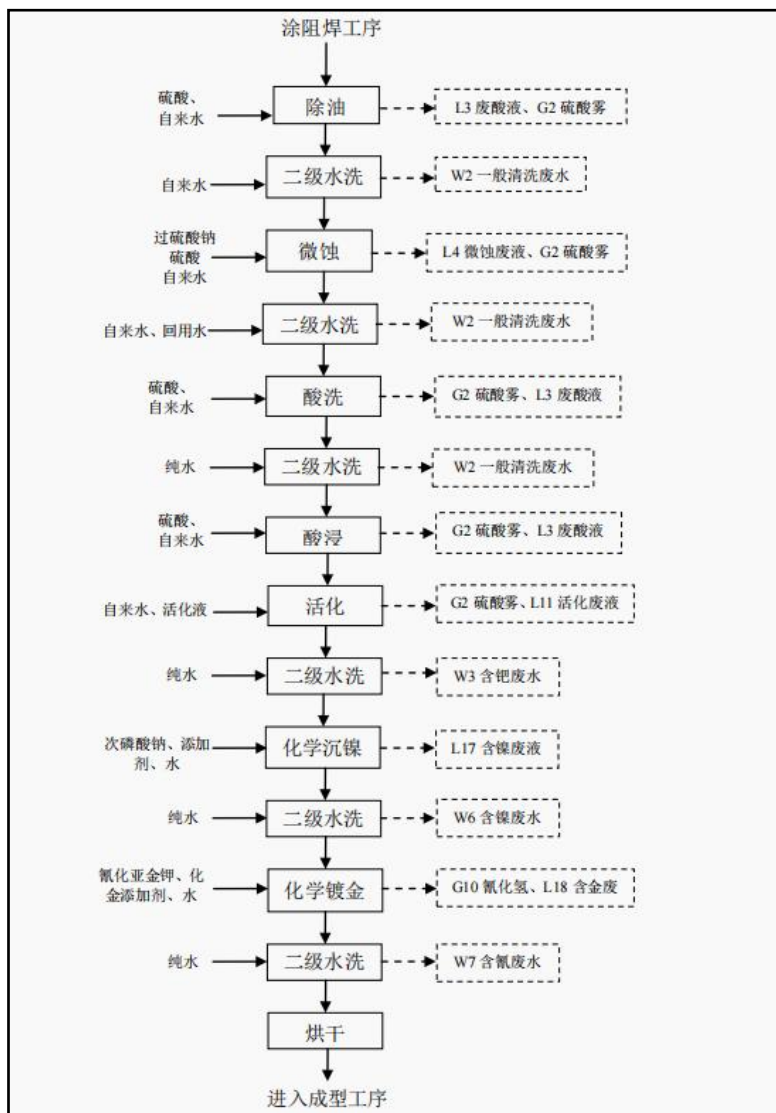 涂阻焊工序
硫酸、
自来水
除油
L3 废酸液、G2 硫酸雾
自来水
二级水洗
W2 一般清洗废水
过硫酸钠
硫酸
自来水
微蚀
L4 微蚀废液、G2 硫酸雾
自来水、回用水
二级水洗
W2 一般清洗废水
硫酸、
自来水
酸洗
G2 硫酸雾、L3 废酸液
纯水
二级水洗
W2 一般清洗废水
硫酸、
自来水
酸浸
G2 硫酸雾、L3 废酸液
自来水、活化液
活化
G2 硫酸雾、L11 活化废液
纯水
二级水洗
W3 含钯废水
次磷酸钠、添加
剂、水
化学沉镍
L17 含镍废液
纯水
二级水洗
W6 含镍废水
氰化亚金钾、化
金添加剂、水
化学镀金
G10 氰化氢、L18 含金废
纯水
二级水洗
W7 含氰废水
烘干
进入成型工序